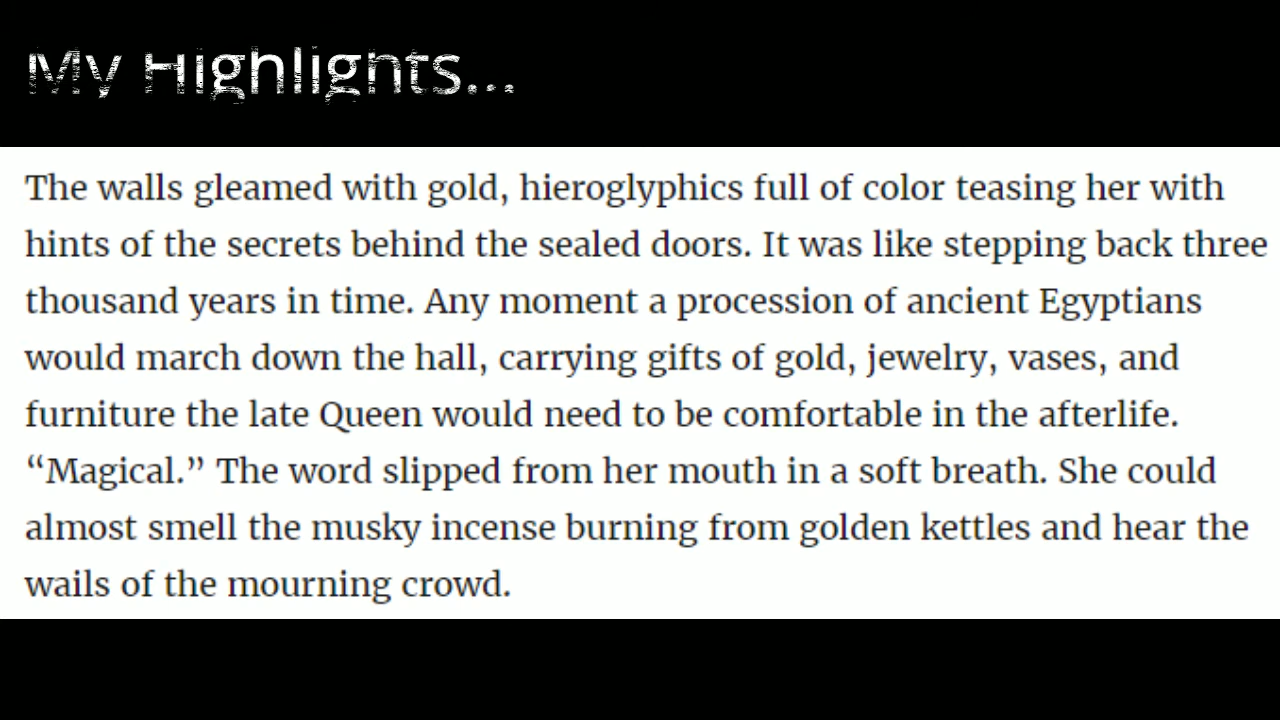 My Highlights...
The walls gleamed with gold, hieroglyphics full of color teasing her with
hints of the secrets behind the sealed doors. It was like stepping back three
thousand years in time. Any moment a procession of ancient Egyptians
would march down the hall, carrying gifts of gold, jewelry, vases, and
furniture the late Queen would need to be comfortable in the afterlife.
“Magical.” The word slipped from her mouth in a soft breath. She could
almost smell the musky incense burning from golden kettles and hear the
wails of the mourning crowd.